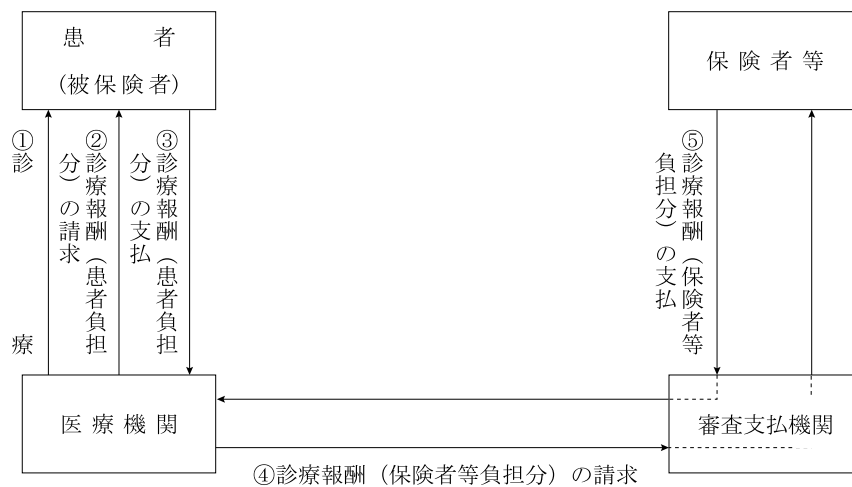 患者
(被保険者)
保険者等
①診療
②診療報酬（患者負担
分）の請求
③診療報酬（患者負担
分）の支払
⑤診療報酬（保険者等
負担分）の支払
医療機関
審査支払機関
④診療報酬（保険者等負担分）の請求